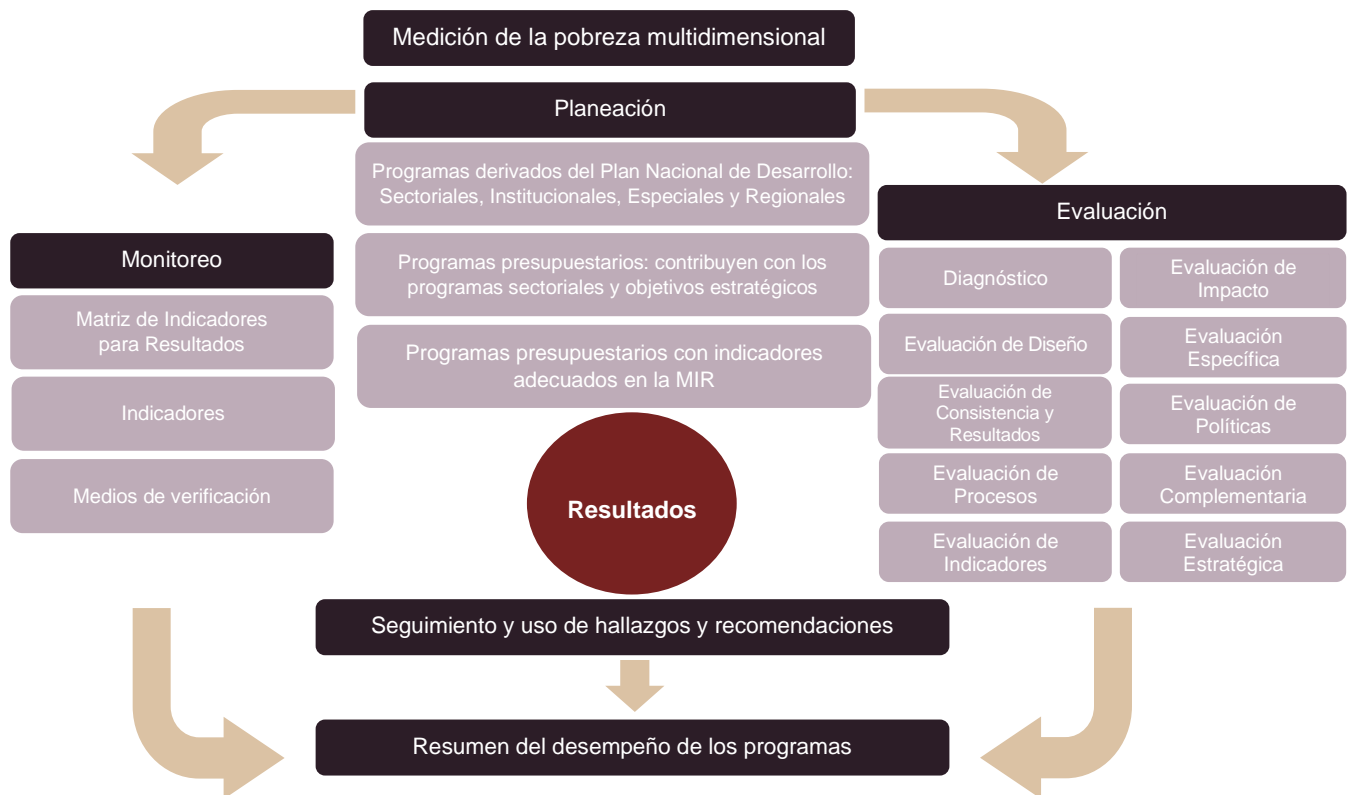 Medición de la pobreza multidimensional
Planeación
Programas derivados del Plan Nacional de Desarrollo:
Sectoriales, Institucionales, Especiales y Regionales
Programas presupuestarios: contribuyen con los
programas sectoriales y objetivos estratégicos
Programas presupuestarios con indicadores
adecuados en la MIR
Monitoreo
Matriz de Indicadores
para Resultados
Indicadores
Medios de verificación
Evaluación
Diagnóstico
Evaluación de
Impacto
Evaluación de Diseño
Evaluación
Específica
Evaluación de
Consistencia y
Resultados
Evaluación de
Políticas
Evaluación de
Procesos
Evaluación
Complementaria
Evaluación de
Indicadores
Evaluación
Estratégica
Resultados
Seguimiento y uso de hallazgos y recomendaciones
Resumen del desempeño de los programas